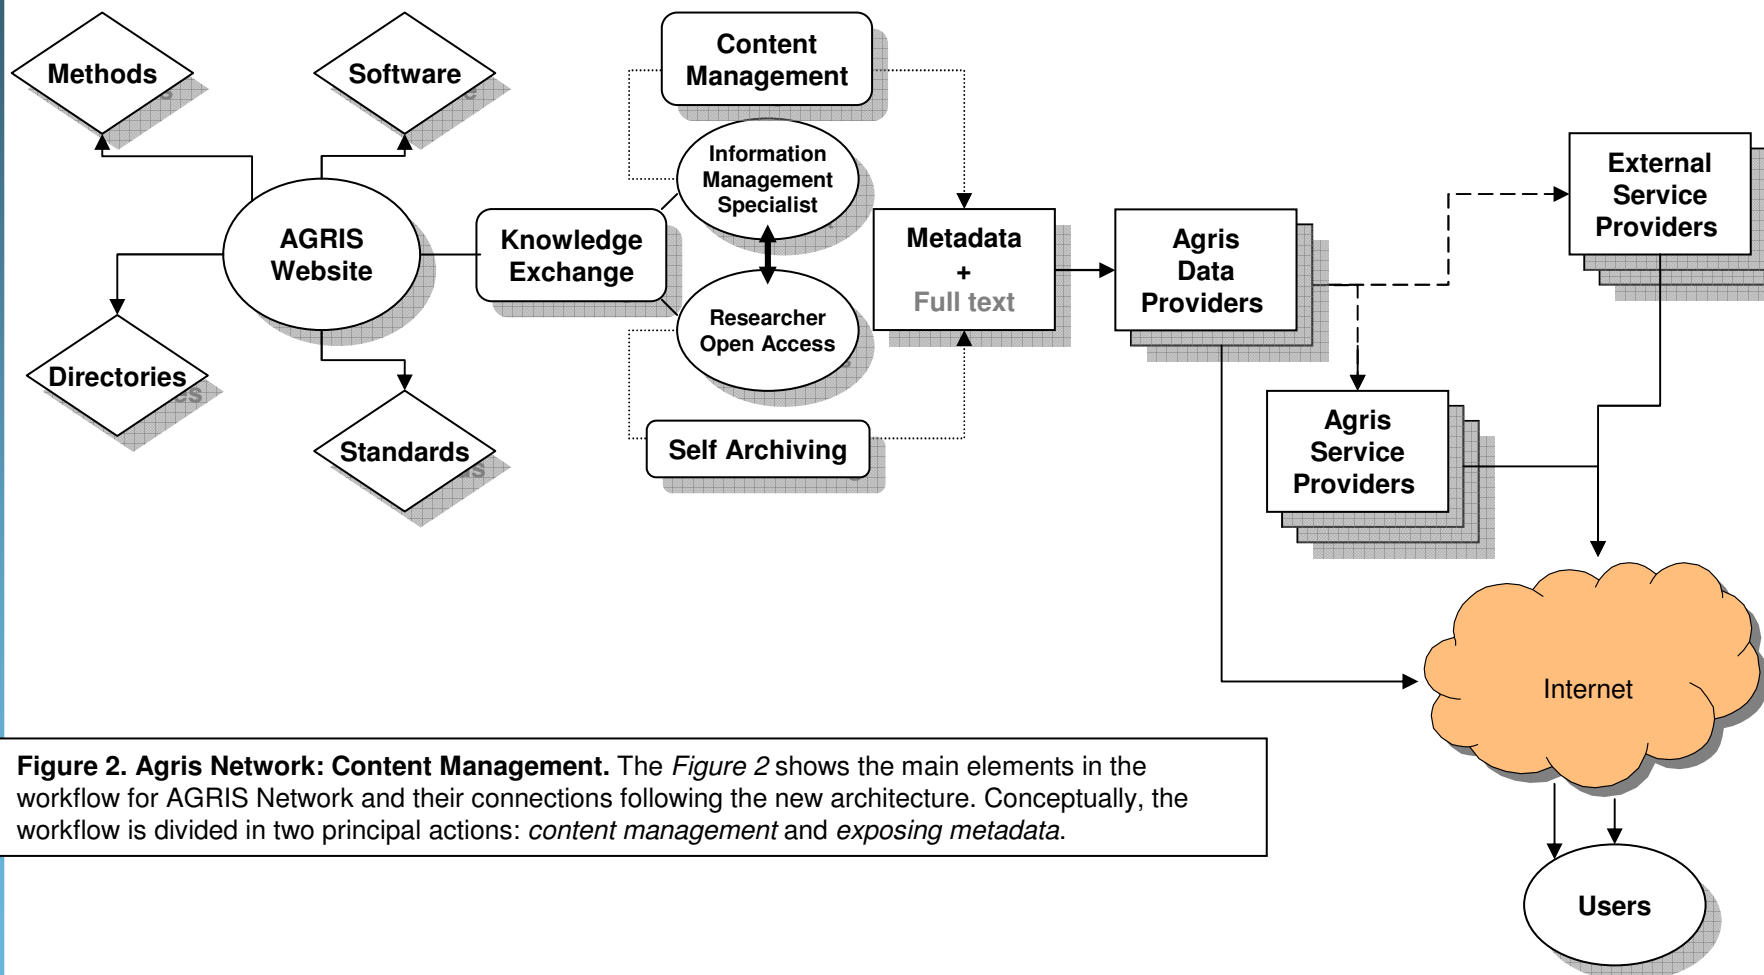 Methods
Software
Content
Management
Information
Management
Specialist
External
Service
Providers
AGRIS
Website
Knowledge
Exchange
Metadata
+
Full text
Agris
Data
Providers
Researcher
Open Access
Directories
Standards
Self Archiving
Agris
Service
Providers
Internet
Figure 2. Agris Network: Content Management. The Figure 2 shows the main elements in the
workflow for AGRIS Network and their connections following the new architecture. Conceptually, the
workflow is divided in two principal actions: content management and exposing metadata.
Users